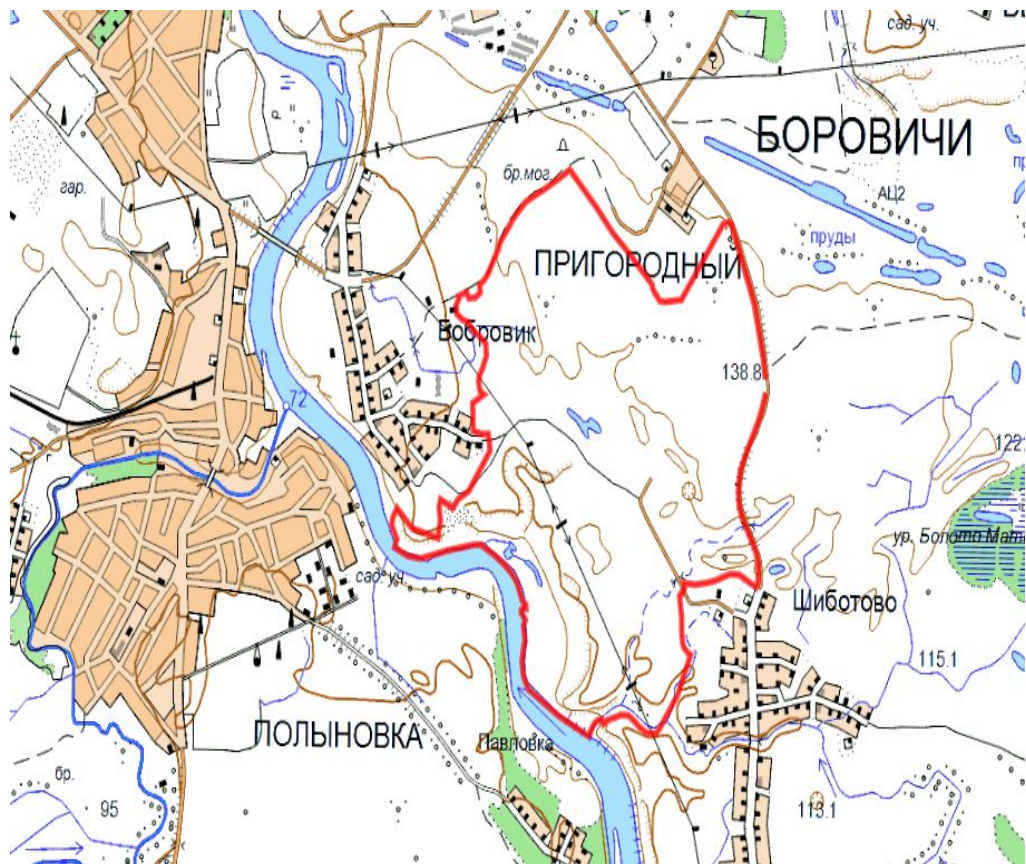 сад. уч.
БОРОВИЧИ
бр.мог.
гар.
АЦ2
пруды
ПРИГОРОДНЫЙ
Бобровик
138.8
72
ур. Болото
сад. уч.
Шиботово
115.1
ПОЛЫНОВКА
Павловка
бр.
95
113.1